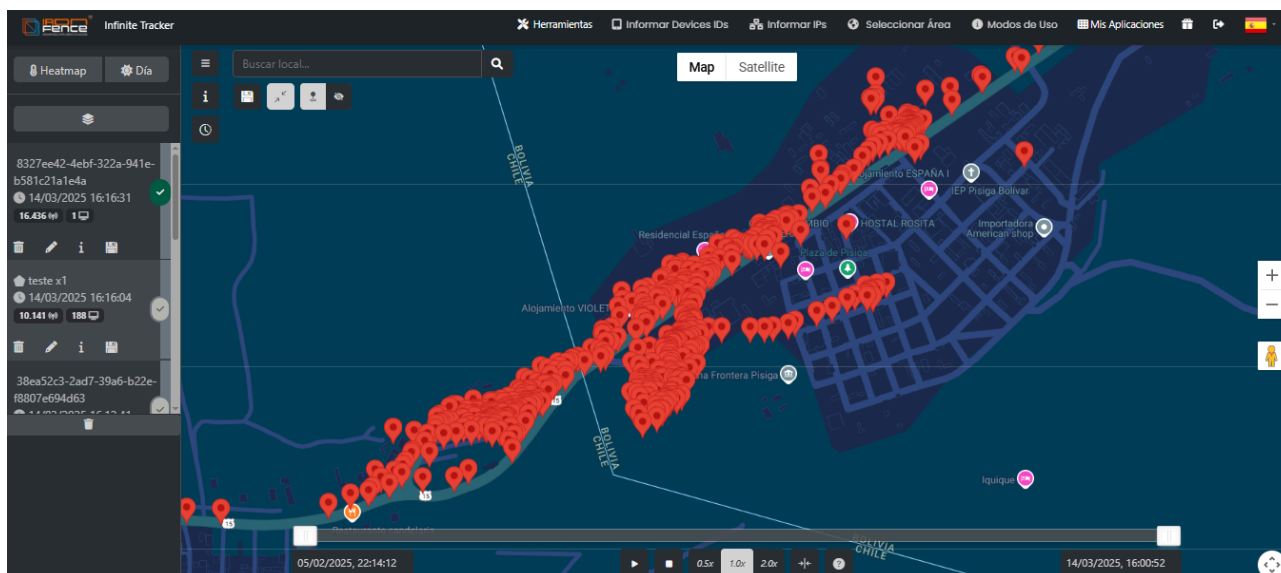 IRON
Fence
Infinite Tracker
Herramientas
Informar Devices IDs
Informar IPs
Seleccionar Área
Modos de Uso
Mis Aplicaciones
Heatmap
Día
Buscar local...
Map
Satellite
8327ee42-4ebf-322a-941e-
b581c21a1e4a
14/03/2025 16:16:31
16.436
1
teste x1
14/03/2025 16:16:04
10.141
188
38ea52c3-2ad7-39a6-b22e-
f8807e694d63
BOLIVIA
CHILE
Alojamiento ESPAÑA I
IEP Pisiga Bolivar
HOSTAL ROSITA
Importadora
American shop
Residencial
Plaza de Pisiga
Alojamiento
Frontera Pisiga
BOLIVIA
CHILE
Iquique
15
15
15
BOLIVIA
CHILE
05/02/2025, 22:14:12
0.5x
1.0x
2.0x
14/03/2025, 16:00:52